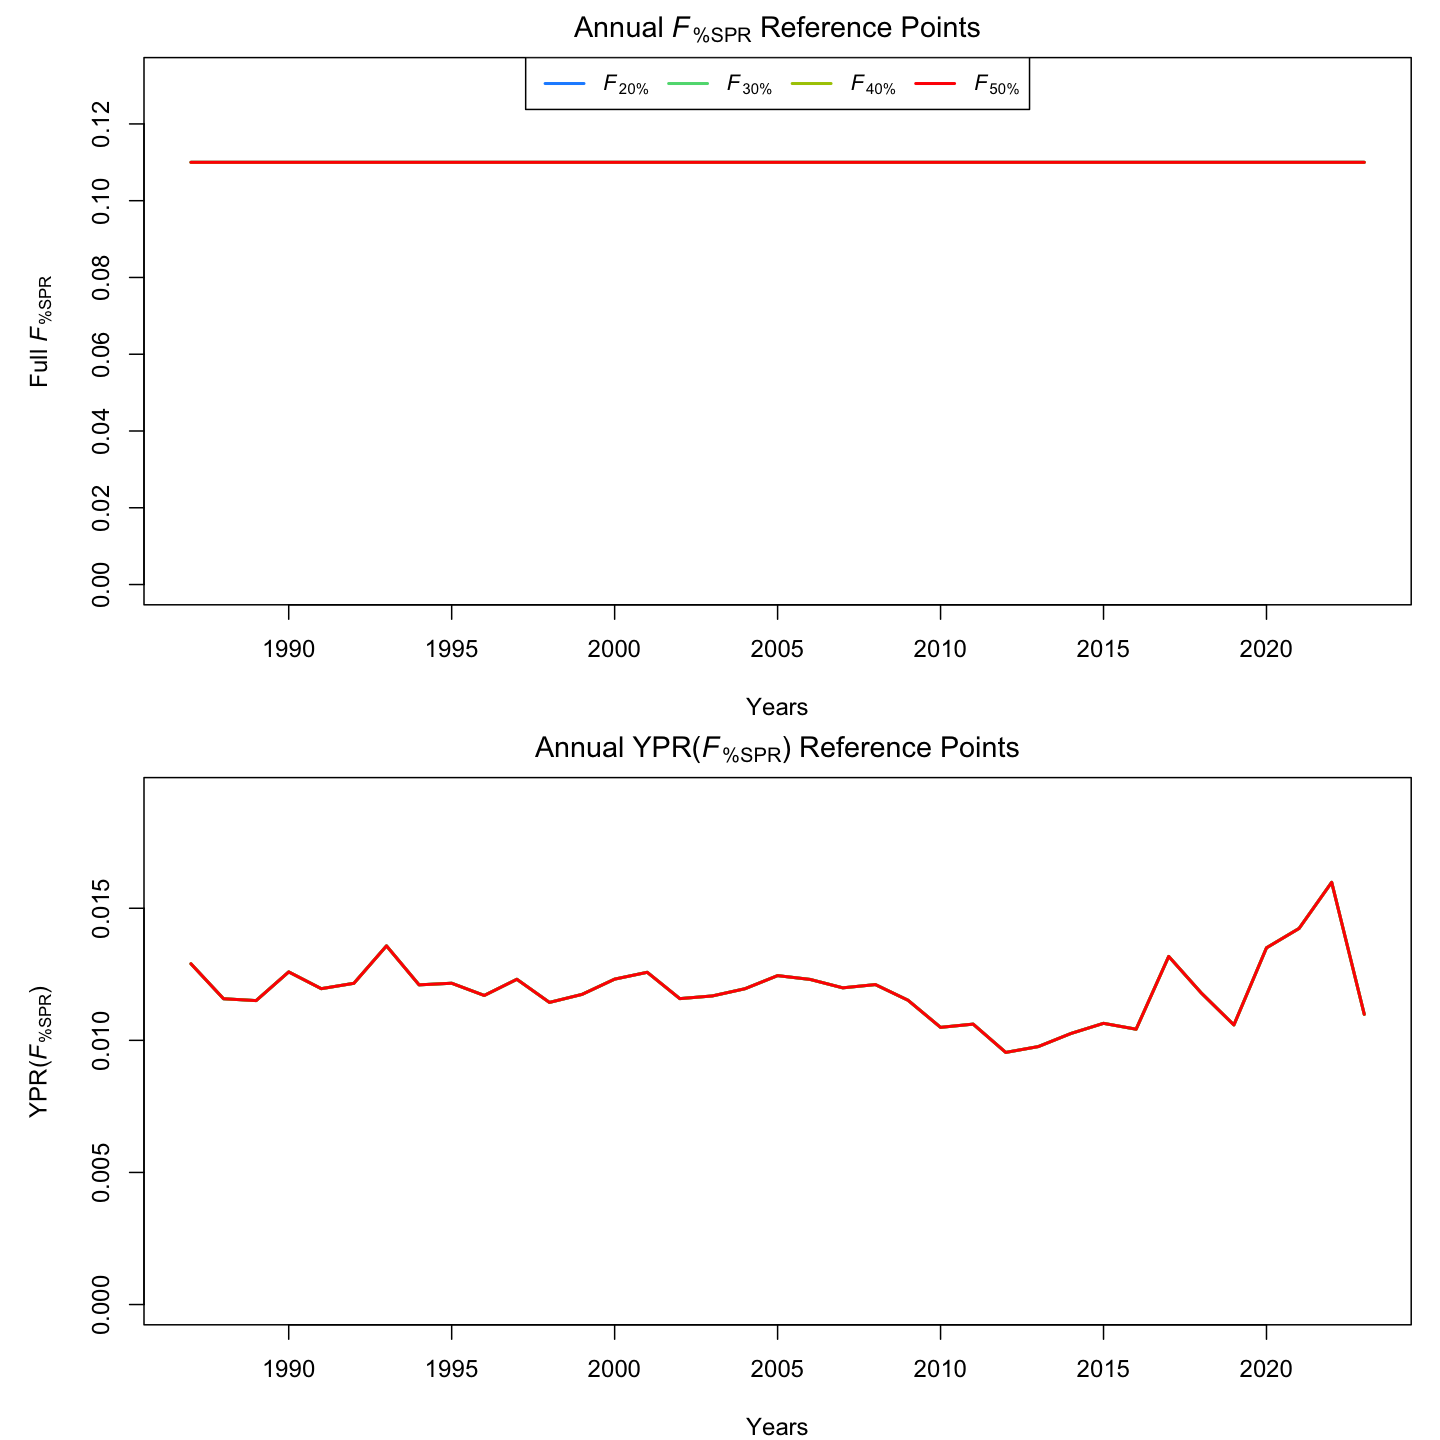 Annual F%SPR Reference Points
F20% F30% F40% F50%
Full F%SPR
0.12
0.10
0.08
0.06
0.04
0.02
0.00
1990 1995 2000 2005 2010 2015 2020
Years
Annual YPR(F%SPR) Reference Points
YPR(F%SPR)
0.015
0.010
0.005
0.000
1990 1995 2000 2005 2010 2015 2020
Years